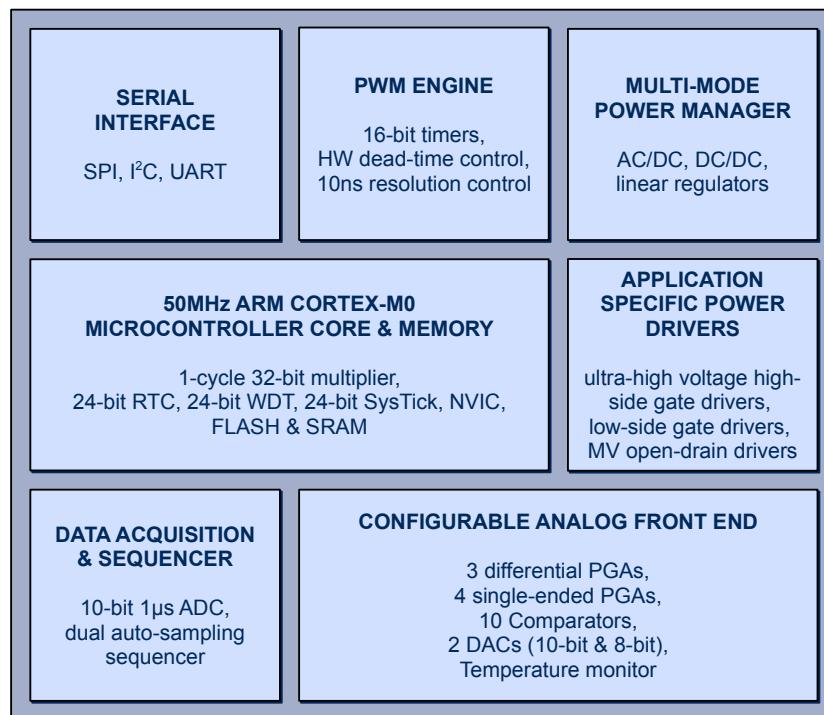 SERIAL
INTERFACE
SPI, I²C, UART
PWM ENGINE
16-bit timers,
HW dead-time control,
10ns resolution control
MULTI-MODE
POWER MANAGER
AC/DC, DC/DC,
linear regulators
50MHz ARM CORTEX-M0
MICROCONTROLLER CORE & MEMORY
1-cycle 32-bit multiplier,
24-bit RTC, 24-bit WDT, 24-bit SysTick, NVIC,
FLASH & SRAM
APPLICATION
SPECIFIC POWER
DRIVERS
ultra-high voltage high-
side gate drivers,
low-side gate drivers,
MV open-drain drivers
DATA ACQUISITION
& SEQUENCER
10-bit 1μs ADC,
dual auto-sampling
sequencer
CONFIGURABLE ANALOG FRONT END
3 differential PGAs,
4 single-ended PGAs,
10 Comparators,
2 DACs (10-bit & 8-bit),
Temperature monitor